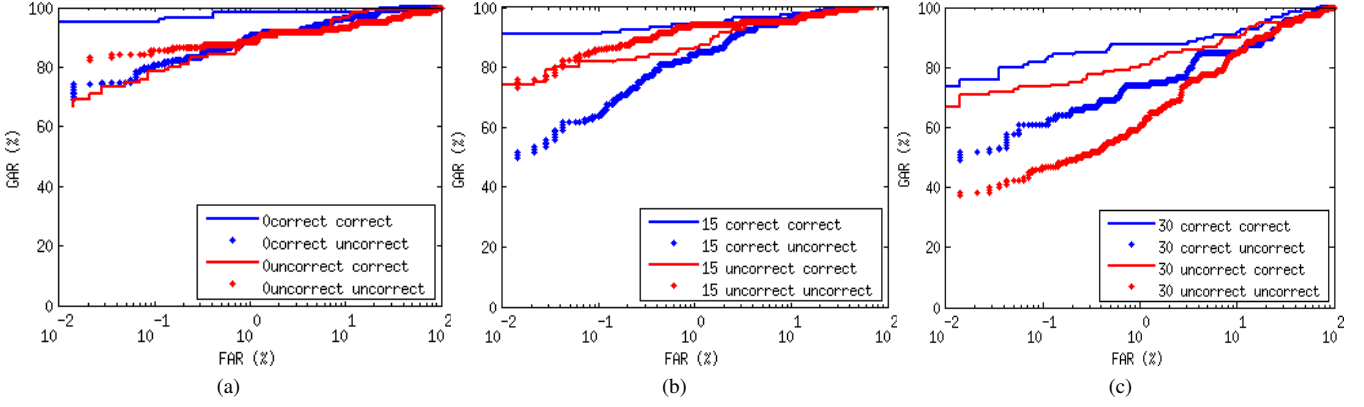 100
80
60
40
20
0
GAR (%)
0correct correct
0correct uncorrect
0uncorrect correct
0uncorrect uncorrect
10^-2 10^-1 10^0 10^1 10^2
10
FAR (%)
(a)
100
80
60
40
20
0
GAR (%)
15 correct correct
15 correct uncorrect
15 uncorrect correct
15 uncorrect uncorrect
10^-2 10^-1 10^0 10^1 10^2
10
FAR (%)
(b)
100
80
60
40
20
0
GAR (%)
30 correct correct
30 correct uncorrect
30 uncorrect correct
30 uncorrect uncorrect
10^-2 10^-1 10^0 10^1 10^2
10
FAR (%)
(c)